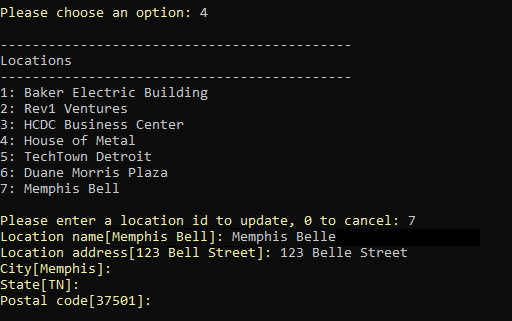 Please choose an option: 4
--------------------------------------------
Locations
--------------------------------------------
1: Baker Electric Building
2: Rev1 Ventures
3: HCDC Business Center
4: House of Metal
5: TechTown Detroit
6: Duane Morris Plaza
7: Memphis Bell
Please enter a location id to update, 0 to cancel: 7
Location name[Memphis Bell]: Memphis Belle
Location address[123 Bell Street]: 123 Belle Street
City[Memphis]:
State[TN]:
Postal code[37501]: